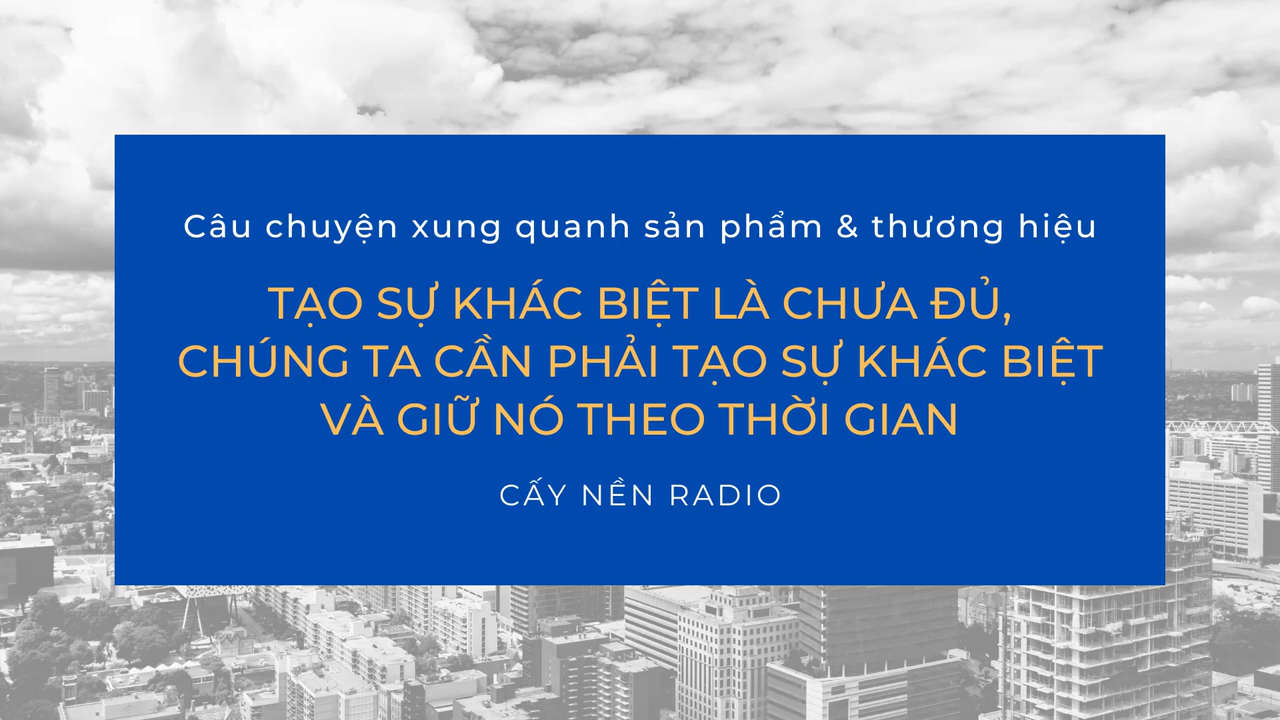 Câu chuyện xung quanh sản phẩm & thương hiệu
TẠO SỰ KHÁC BIỆT LÀ CHƯA ĐỦ,
CHÚNG TA CẦN PHẢI TẠO SỰ KHÁC BIỆT
VÀ GIỮ NÓ THEO THỜI GIAN
CẤY NỀN RADIO